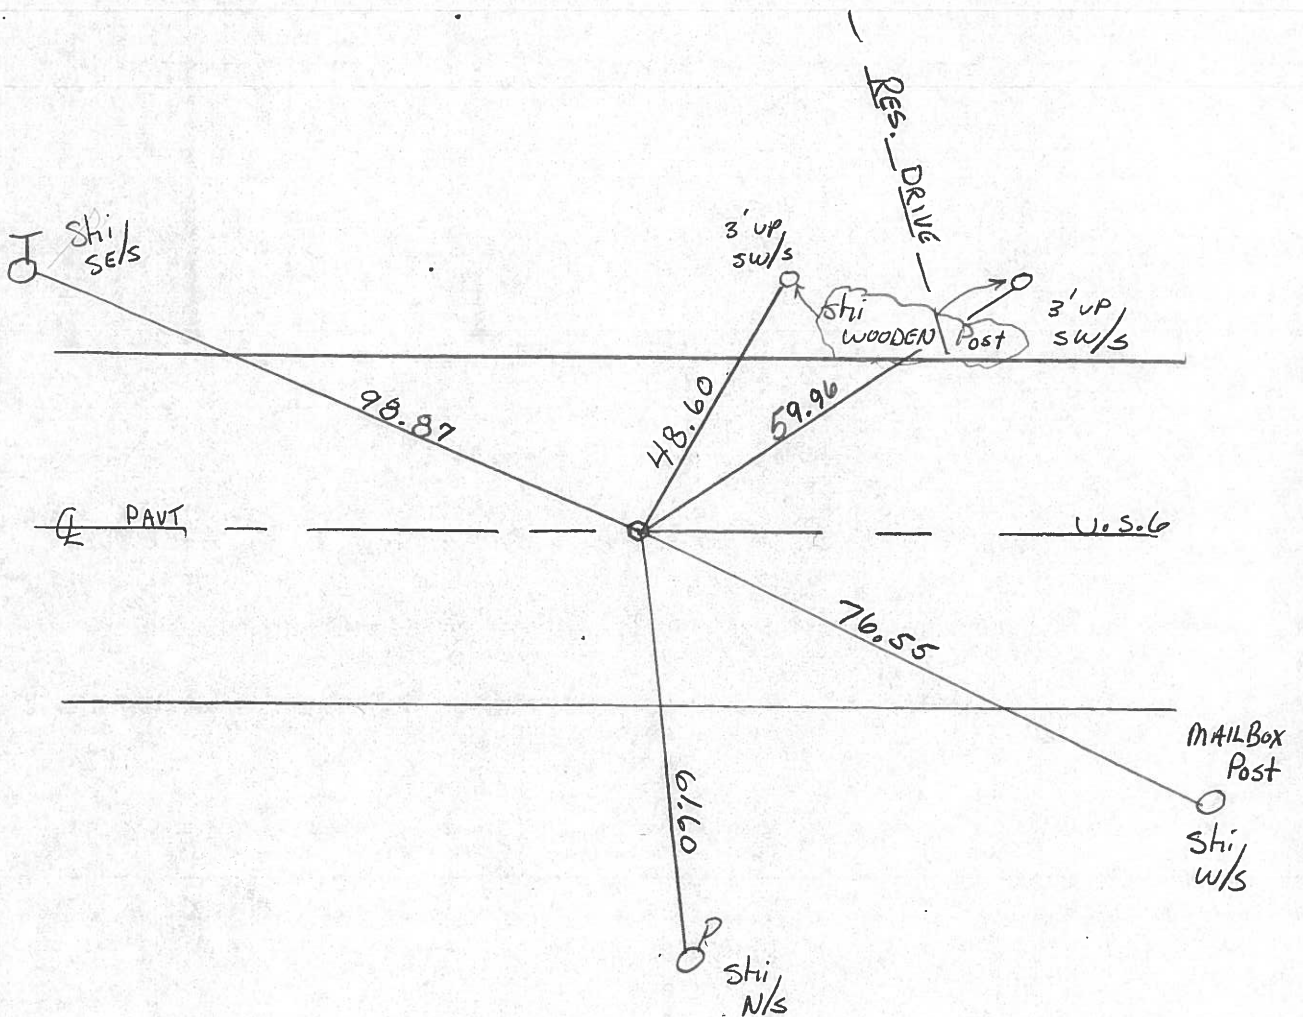 RES. DRIVE
Shi
SE/S
3' UP
SW/S
Shi
WOODEN Post
3' UP
SW/S
98.87
48.60
59.96
℄ PAVT
U.S.6
76.55
61.60
MAILBOX
Post
Shi
W/S
P
Shi
N/S